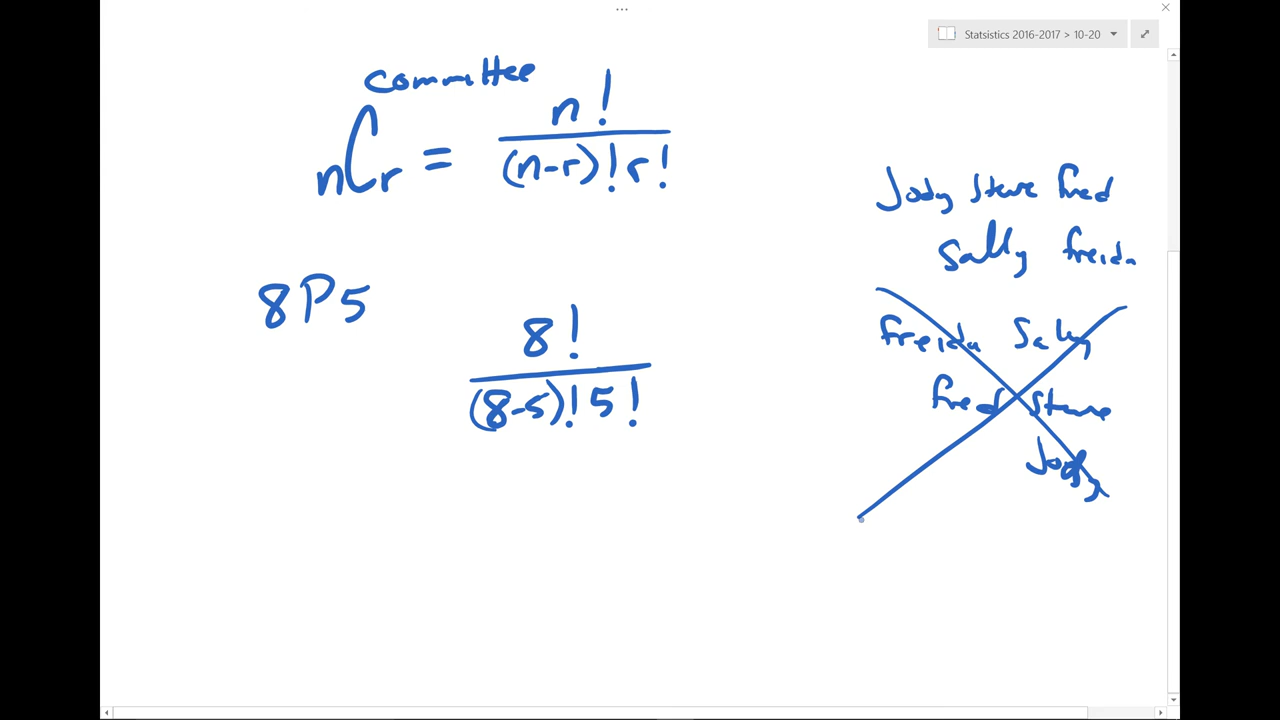 Statsistics 2016-2017 > 10-20
committee
nCr = n! / (n-r)! r!
Jody Steve Fred
Sally Freida
8P5
8! / (8-5)! 5!
Freida Sally
Fred Steve
Jody